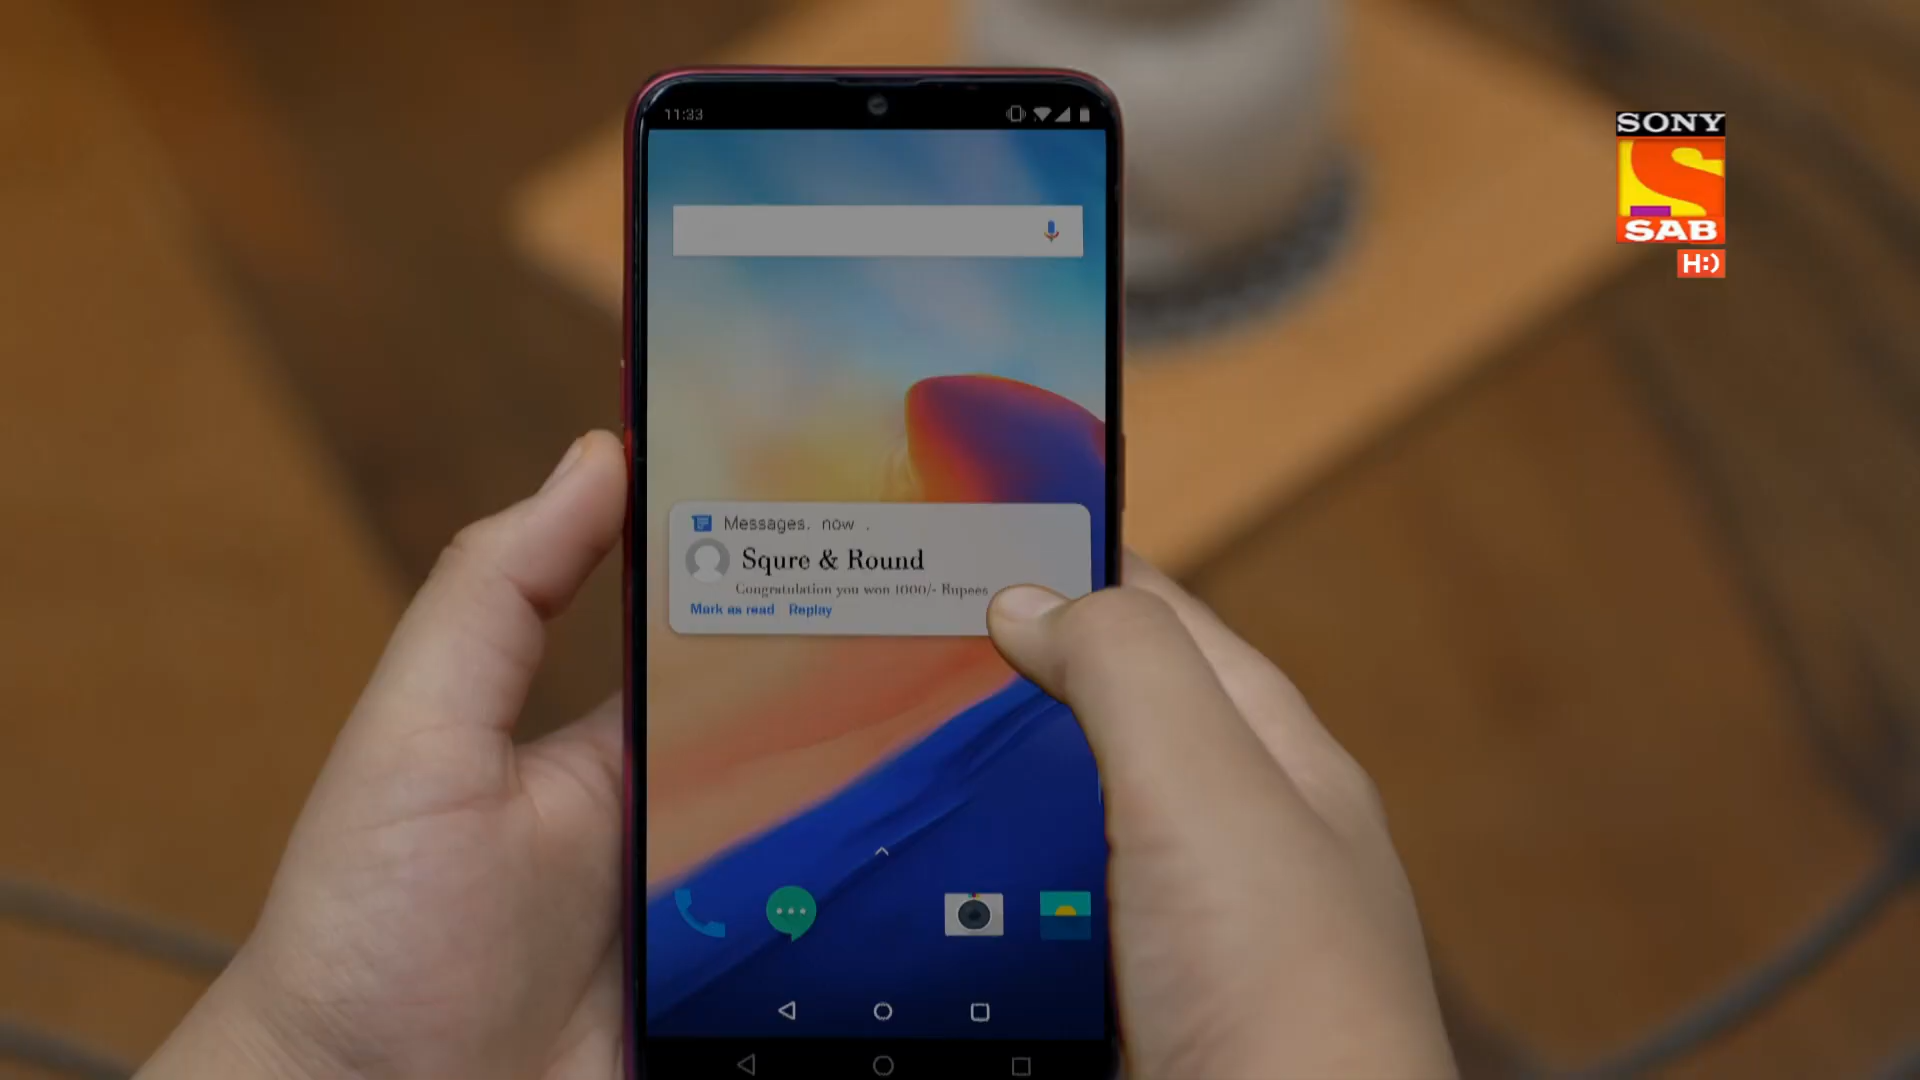 11:33
SONY
SAB
H:)
Messages. now .
Squre & Round
Congratulation you won 1000/- Rupees
Mark as read Replay